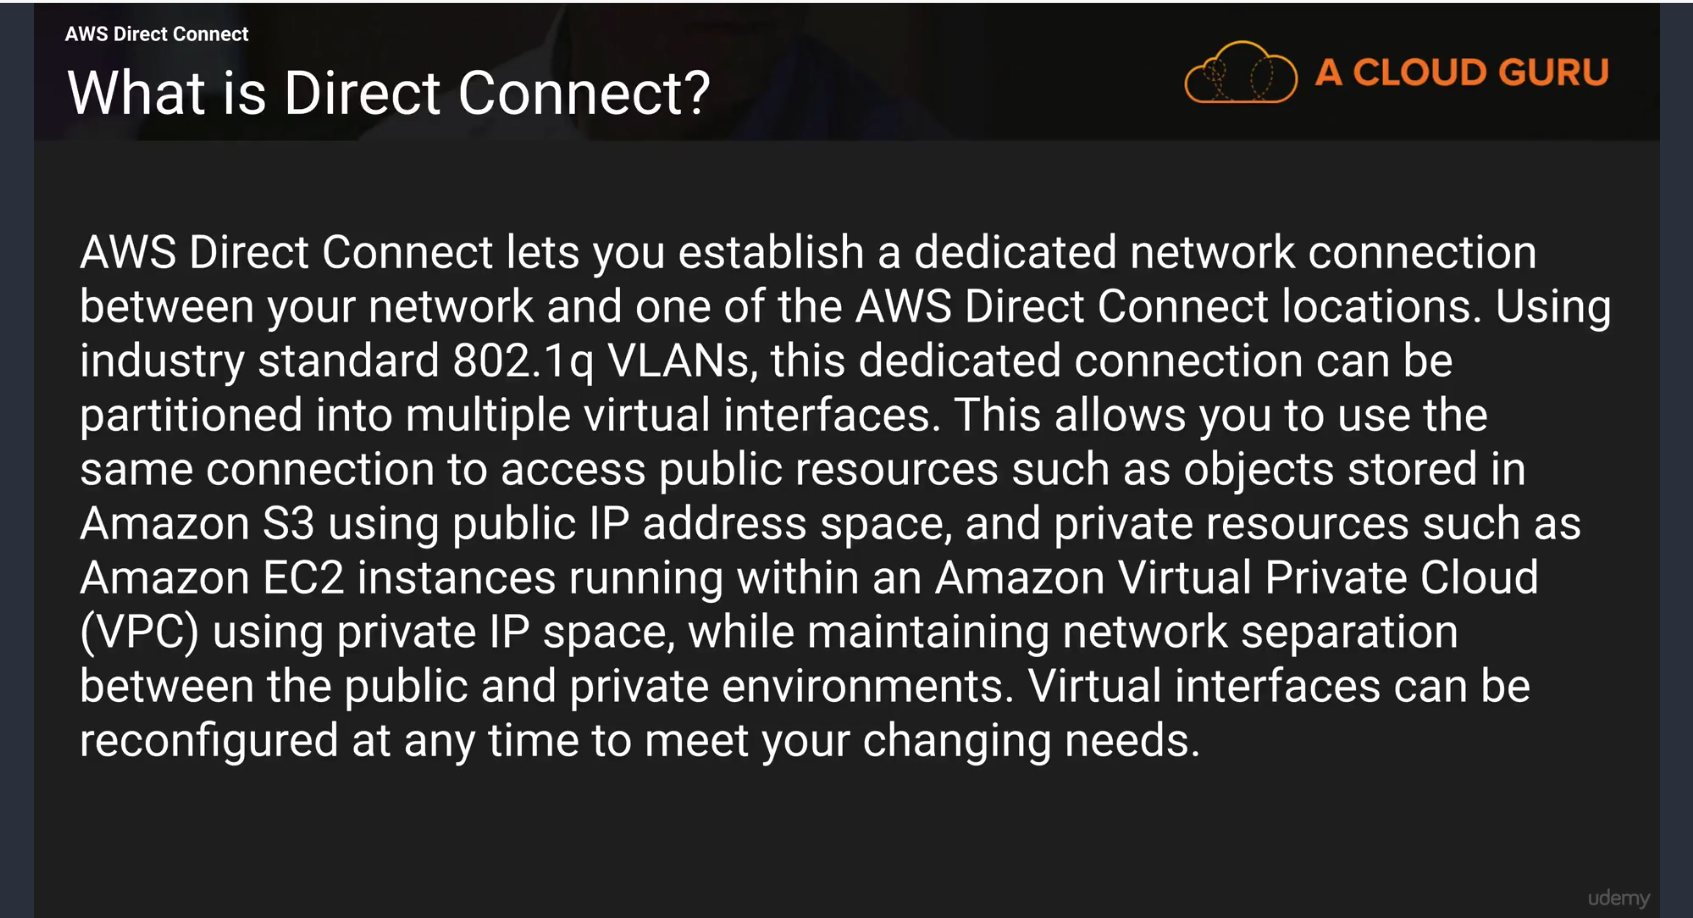 AWS Direct Connect
What is Direct Connect?
A CLOUD GURU
AWS Direct Connect lets you establish a dedicated network connection
between your network and one of the AWS Direct Connect locations. Using
industry standard 802.1q VLANs, this dedicated connection can be
partitioned into multiple virtual interfaces. This allows you to use the
same connection to access public resources such as objects stored in
Amazon S3 using public IP address space, and private resources such as
Amazon EC2 instances running within an Amazon Virtual Private Cloud
(VPC) using private IP space, while maintaining network separation
between the public and private environments. Virtual interfaces can be
reconfigured at any time to meet your changing needs.
udemy